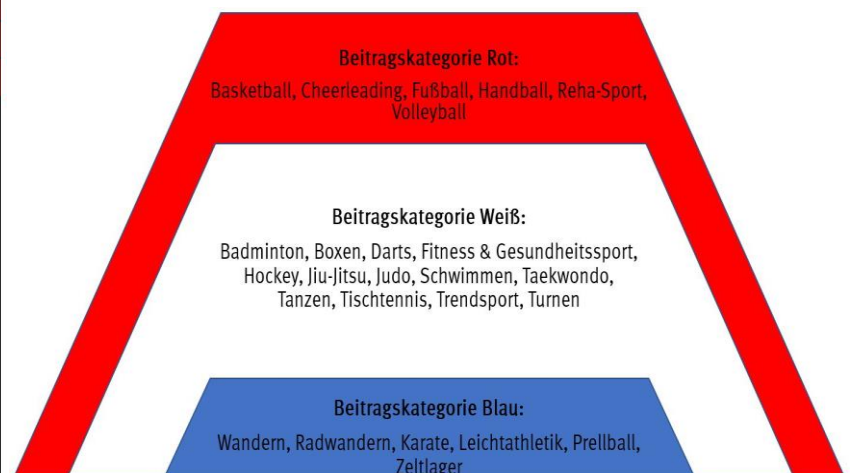 Beitragskategorie Rot:
Basketball, Cheerleading, Fußball, Handball, Reha-Sport,
Volleyball
Beitragskategorie Weiß:
Badminton, Boxen, Darts, Fitness & Gesundheitssport,
Hockey, Jiu-Jitsu, Judo, Schwimmen, Taekwondo,
Tanzen, Tischtennis, Trendsport, Turnen
Beitragskategorie Blau:
Wandern, Radwandern, Karate, Leichtathletik, Prellball,
Zeltlager